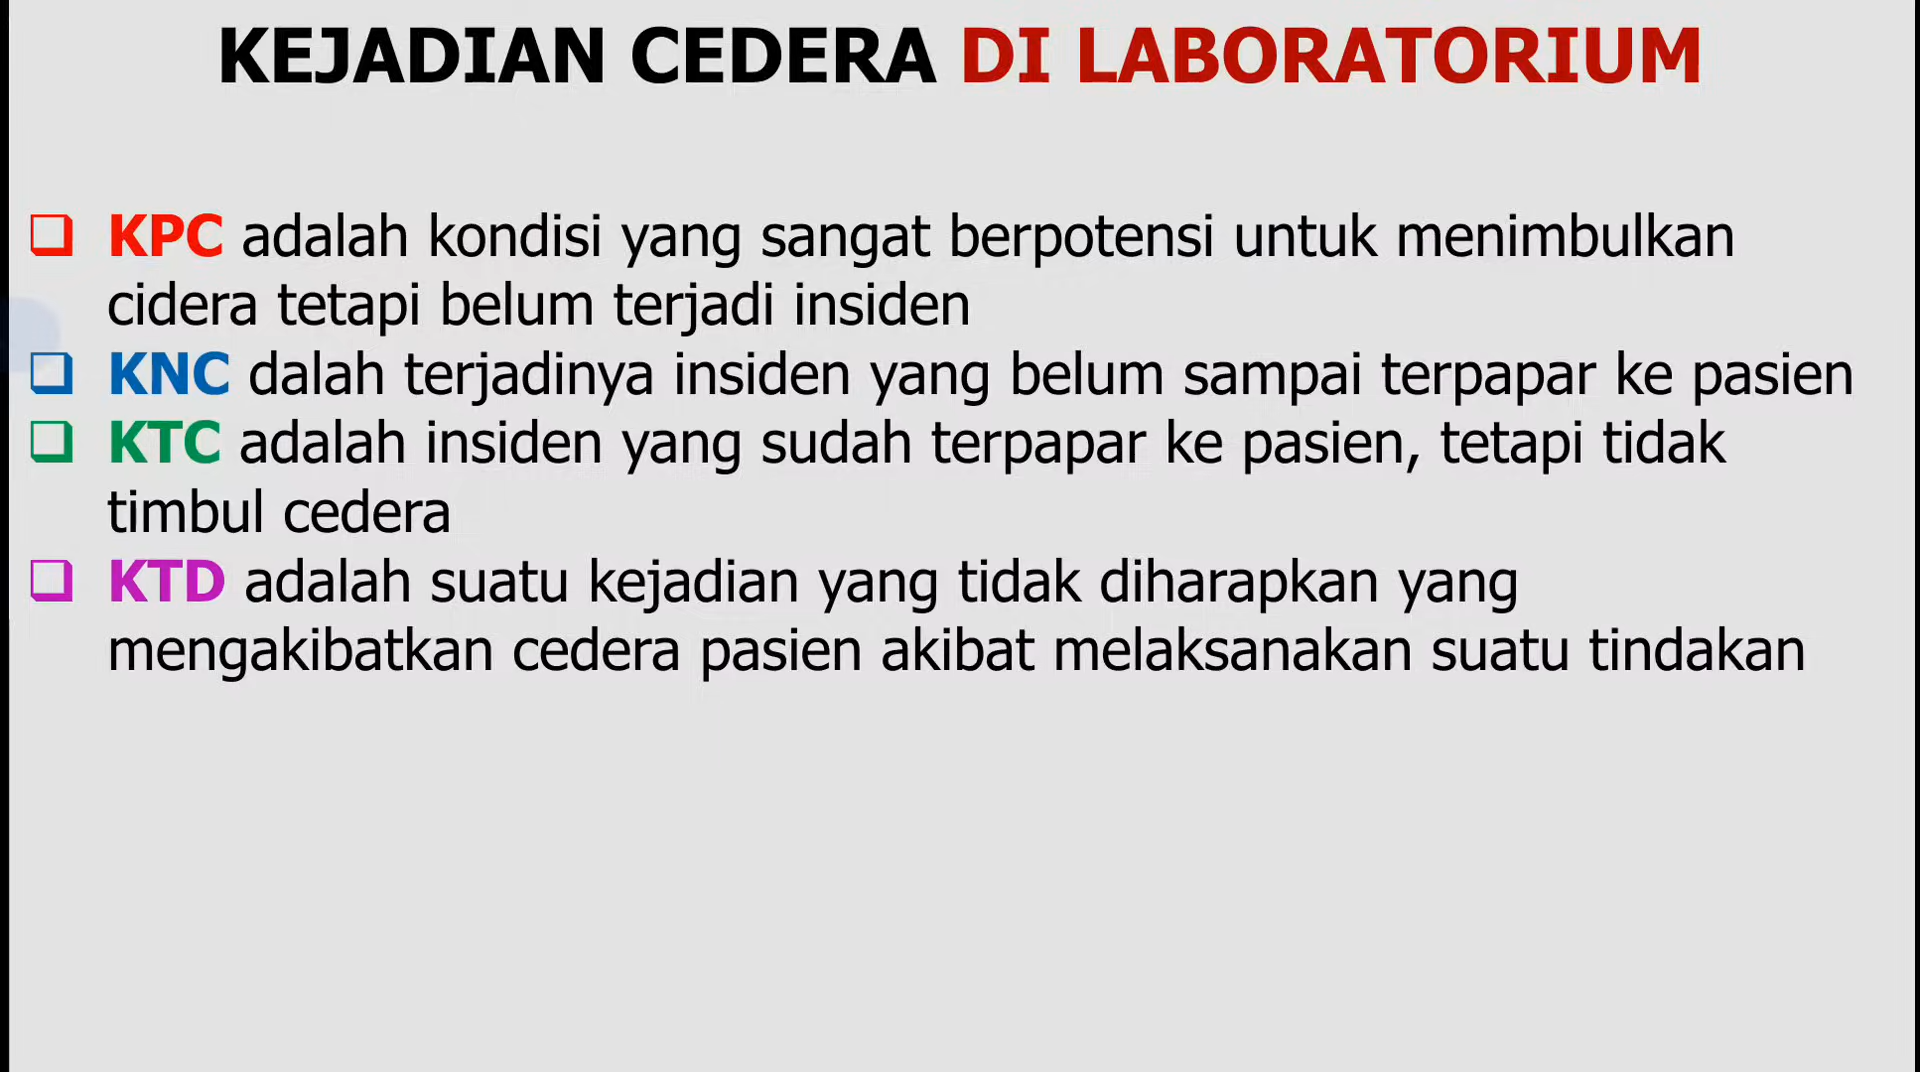 KEJADIAN CEDERA DI LABORATORIUM
KPC adalah kondisi yang sangat berpotensi untuk menimbulkan
cidera tetapi belum terjadi insiden
KNC dalah terjadinya insiden yang belum sampai terpapar ke pasien
KTC adalah insiden yang sudah terpapar ke pasien, tetapi tidak
timbul cedera
KTD adalah suatu kejadian yang tidak diharapkan yang
mengakibatkan cedera pasien akibat melaksanakan suatu tindakan